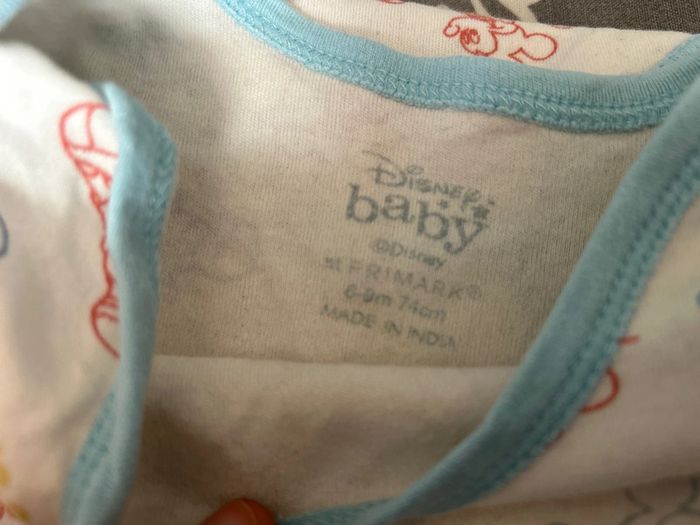 DISNEY
baby
©Disney
at PRIMARK®
6-9m 74cm
MADE IN INDIA